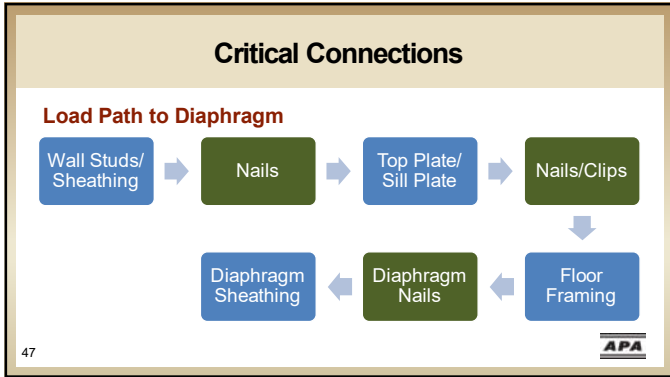 Critical Connections
Load Path to Diaphragm
Wall Studs/
Sheathing
Nails
Top Plate/
Sill Plate
Nails/Clips
Floor
Framing
Diaphragm
Nails
Diaphragm
Sheathing
47
APA